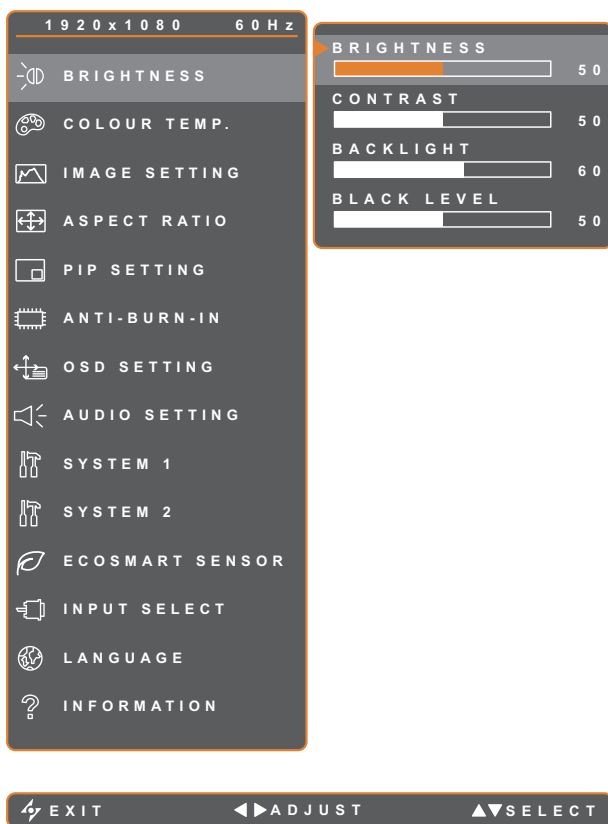 1920x1080 60Hz
BRIGHTNESS
COLOUR TEMP.
IMAGE SETTING
ASPECT RATIO
PIP SETTING
ANTI-BURN-IN
OSD SETTING
AUDIO SETTING
SYSTEM 1
SYSTEM 2
ECOSMART SENSOR
INPUT SELECT
LANGUAGE
INFORMATION
BRIGHTNESS
50
CONTRAST
50
BACKLIGHT
60
BLACK LEVEL
50
EXIT ADJUST SELECT